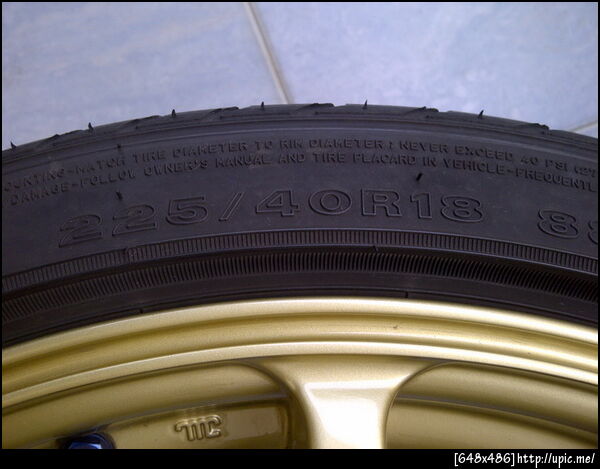 OUNTING-MATCH TIRE DIAMETER TO RIM DIAMETER; NEVER EXCEED 40 PSI
DAMAGE-FOLLOW OWNER'S MANUAL AND TIRE PLACARD IN VEHICLE-FREQUENT
225/40R18 88
[648x486]http://upic.me/